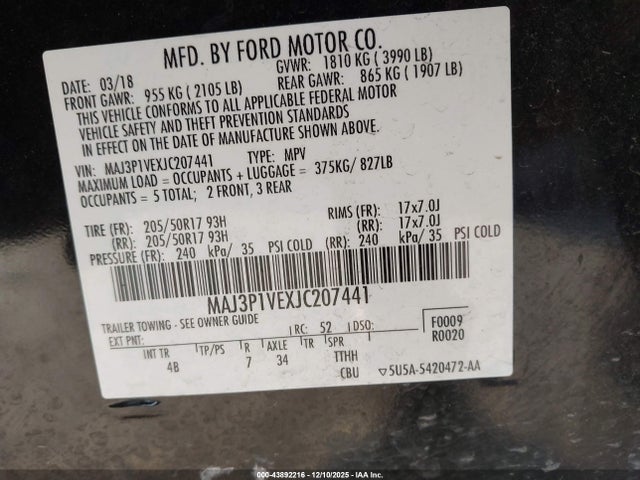 MFD. BY FORD MOTOR CO.
DATE: 03/18 GVWR: 1810 KG ( 3990 LB)
FRONT GAWR: 955 KG ( 2105 LB) REAR GAWR: 865 KG ( 1907 LB)
THIS VEHICLE CONFORMS TO ALL APPLICABLE FEDERAL MOTOR
VEHICLE SAFETY AND THEFT PREVENTION STANDARDS
IN EFFECT ON THE DATE OF MANUFACTURE SHOWN ABOVE.
VIN: MAJ3P1VEXJC207441 TYPE: MPV
MAXIMUM LOAD = OCCUPANTS + LUGGAGE = 375KG/ 827LB
OCCUPANTS = 5 TOTAL; 2 FRONT, 3 REAR
TIRE (FR): 205/50R17 93H RIMS (FR): 17x7.0J
(RR): 205/50R17 93H (RR): 17x7.0J
PRESSURE (FR): 240 kPa/ 35 PSI COLD (RR): 240 kPa/ 35 PSI COLD
MAJ3P1VEXJC207441
TRAILER TOWING - SEE OWNER GUIDE
EXT PNT: RC: 52 DSO: F0009
INT TR TP/PS R AXLE TR SPR R0020
4B 7 34 TTHH
CBU 5U5A-5420472-AA
000-43892216 - 12/10/2025 - IAA Inc.